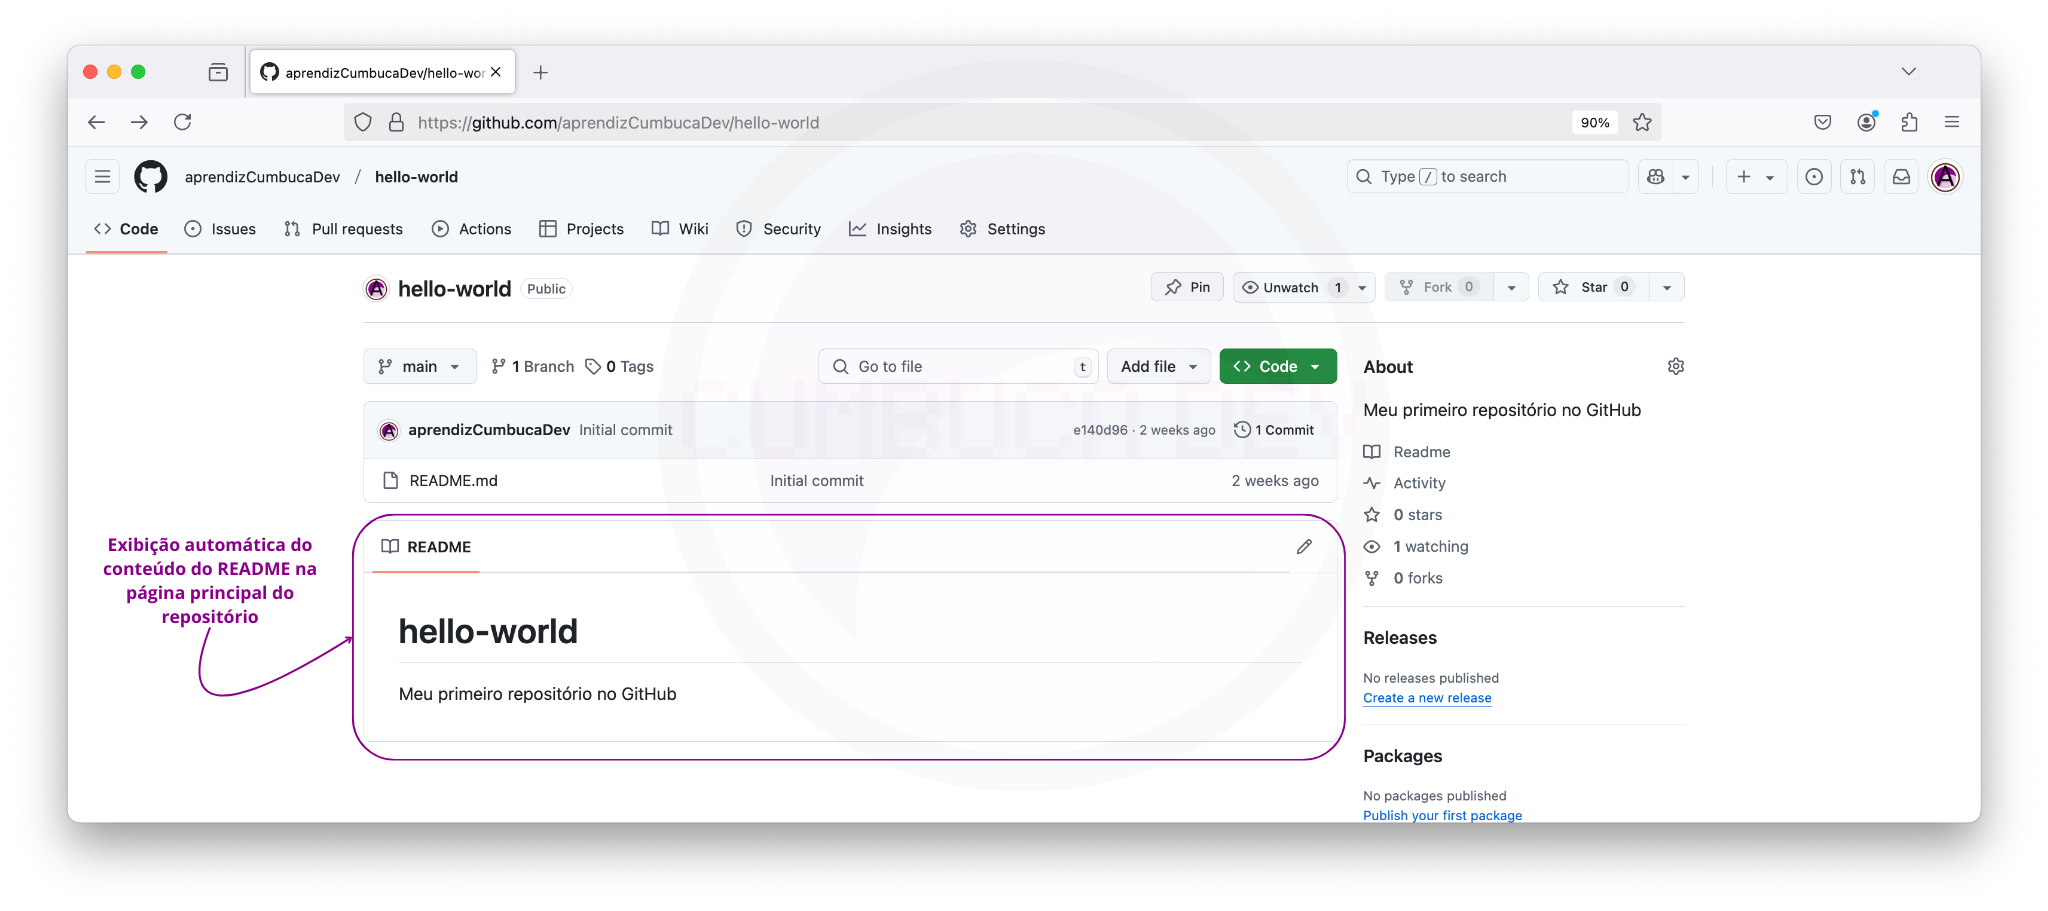 aprendizCumbucaDev/hello-wor
https://github.com/aprendizCumbucaDev/hello-world
90%
aprendizCumbucaDev / hello-world
Type / to search
Code
Issues
Pull requests
Actions
Projects
Wiki
Security
Insights
Settings
hello-world Public
Pin
Unwatch 1
Fork 0
Star 0
main
1 Branch
0 Tags
Go to file t
Add file
Code
aprendizCumbucaDev Initial commit
e140d96 · 2 weeks ago
1 Commit
README.md Initial commit 2 weeks ago
Exibição automática do
conteúdo do README na
página principal do
repositório
README
hello-world
Meu primeiro repositório no GitHub
About
Meu primeiro repositório no GitHub
Readme
Activity
0 stars
1 watching
0 forks
Releases
No releases published
Create a new release
Packages
No packages published
Publish your first package
CUMBUCA DEV